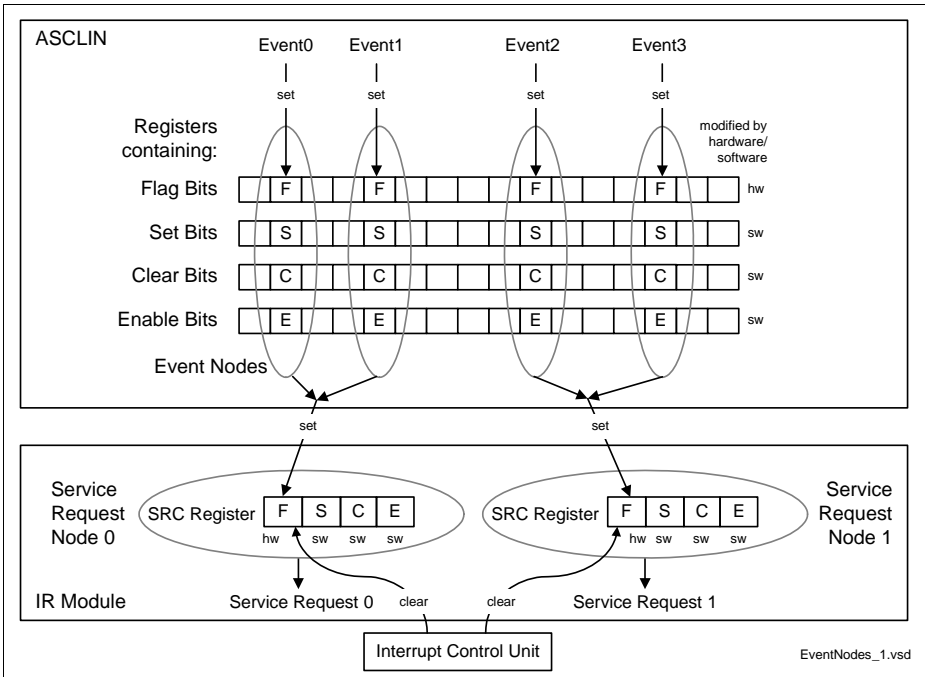 ASCLIN
Event0 Event1 Event2 Event3
set set set set
Registers
containing:
modified by
hardware/
software
Flag Bits F F F F hw
Set Bits S S S S sw
Clear Bits C C C C sw
Enable Bits E E E E sw
Event Nodes
set set
Service
Request
Node 0
SRC Register F S C E
hw sw sw sw
SRC Register F S C E
hw sw sw sw
Service
Request
Node 1
IR Module
Service Request 0 clear clear Service Request 1
Interrupt Control Unit
EventNodes_1.vsd